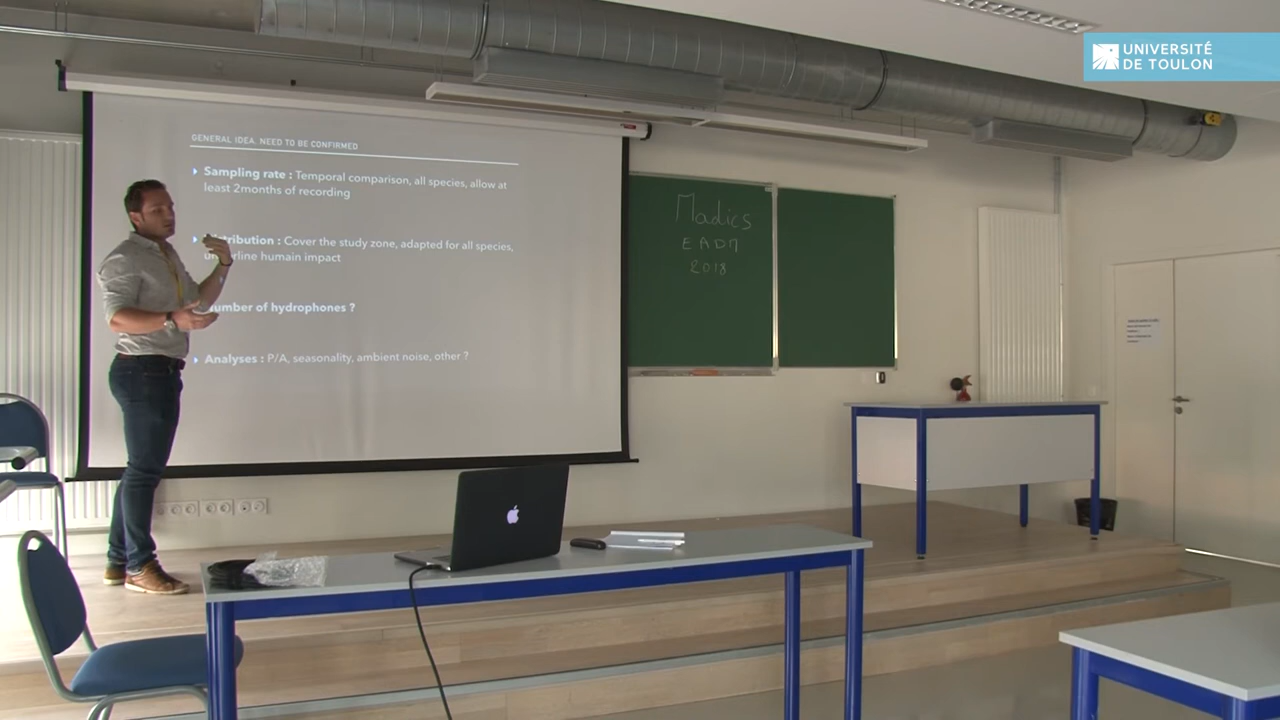 UNIVERSITÉ
DE TOULON
GENERAL IDEA. NEED TO BE CONFIRMED
Sampling rate : Temporal comparison, all species, allow at
least 2months of recording
Cover the study zone, adapted for all species,
humain impact
of hydrophones ?
Analyses : P/A, seasonality, ambient noise, other ?
Madics
EADM
2018